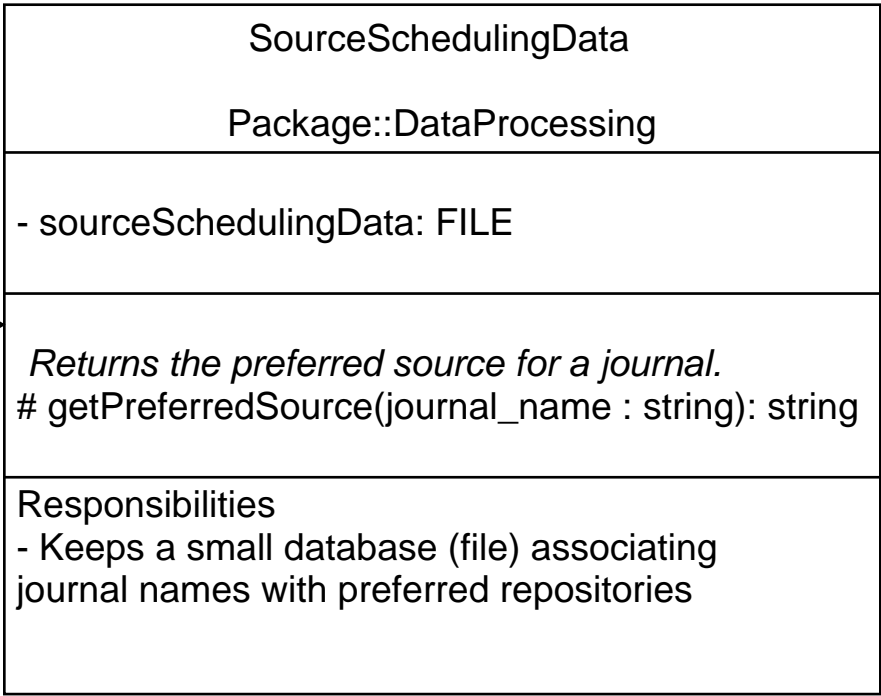 SourceSchedulingData
Package::DataProcessing
- sourceSchedulingData: FILE
Returns the preferred source for a journal.
# getPreferredSource(journal_name : string): string
Responsibilities
- Keeps a small database (file) associating
journal names with preferred repositories